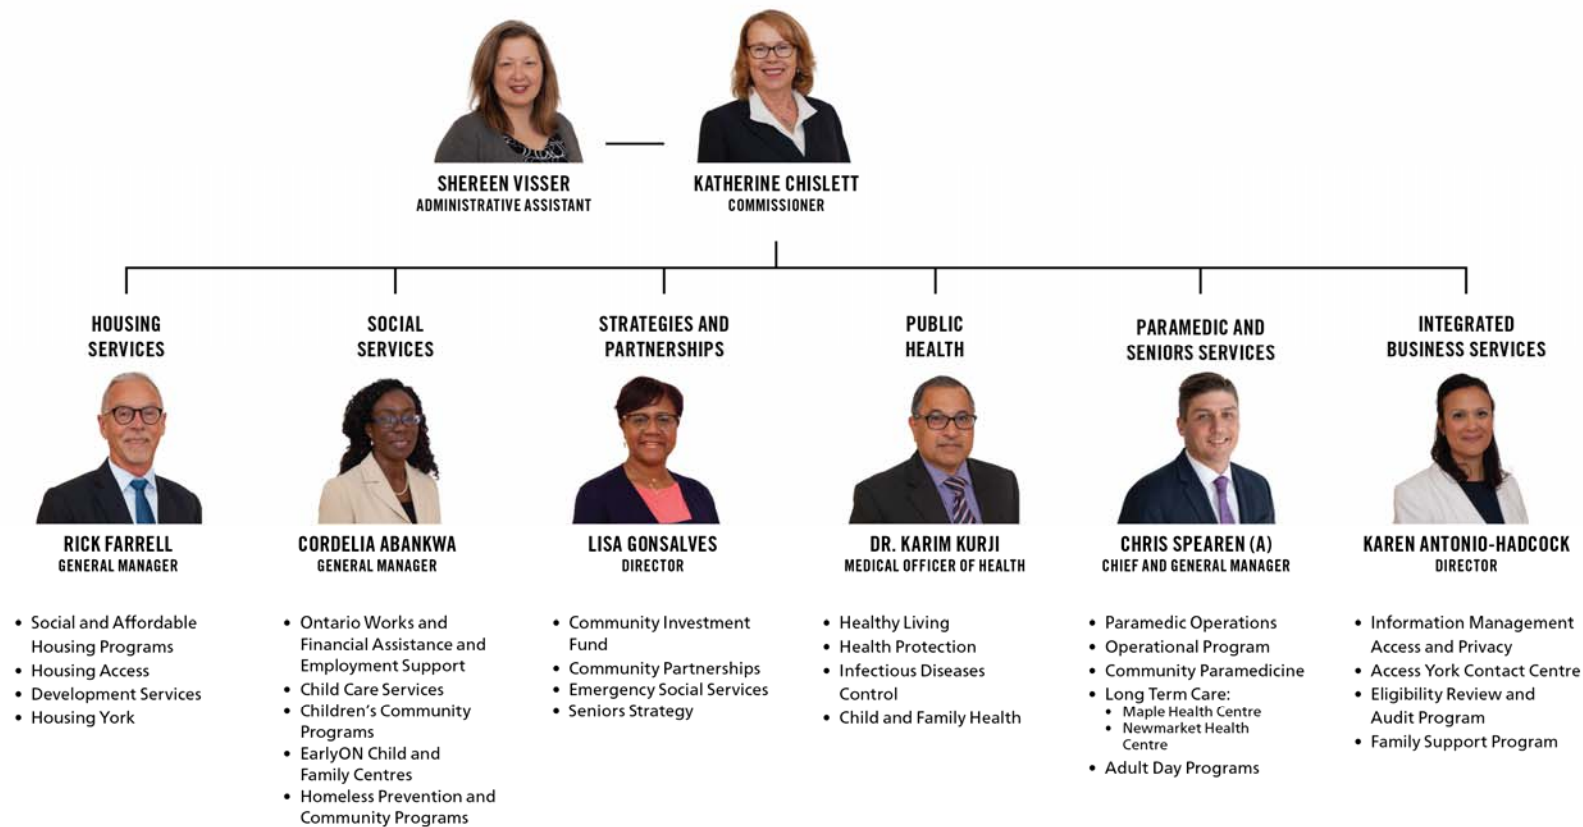 SHEREEN VISSER
ADMINISTRATIVE ASSISTANT
KATHERINE CHISLETT
COMMISSIONER
HOUSING
SERVICES
RICK FARRELL
GENERAL MANAGER
• Social and Affordable
Housing Programs
• Housing Access
• Development Services
• Housing York
SOCIAL
SERVICES
CORDELIA ABANKWA
GENERAL MANAGER
• Ontario Works and
Financial Assistance and
Employment Support
• Child Care Services
• Children’s Community
Programs
• EarlyON Child and
Family Centres
• Homeless Prevention and
Community Programs
STRATEGIES AND
PARTNERSHIPS
LISA GONSALVES
DIRECTOR
• Community Investment
Fund
• Community Partnerships
• Emergency Social Services
• Seniors Strategy
PUBLIC
HEALTH
DR. KARIM KURJI
MEDICAL OFFICER OF HEALTH
• Healthy Living
• Health Protection
• Infectious Diseases
Control
• Child and Family Health
PARAMEDIC AND
SENIORS SERVICES
CHRIS SPEAREN (A)
CHIEF AND GENERAL MANAGER
• Paramedic Operations
• Operational Program
• Community Paramedicine
• Long Term Care:
• Maple Health Centre
• Newmarket Health
Centre
• Adult Day Programs
INTEGRATED
BUSINESS SERVICES
KAREN ANTONIO-HADCOCK
DIRECTOR
• Information Management
Access and Privacy
• Access York Contact Centre
• Eligibility Review and
Audit Program
• Family Support Program